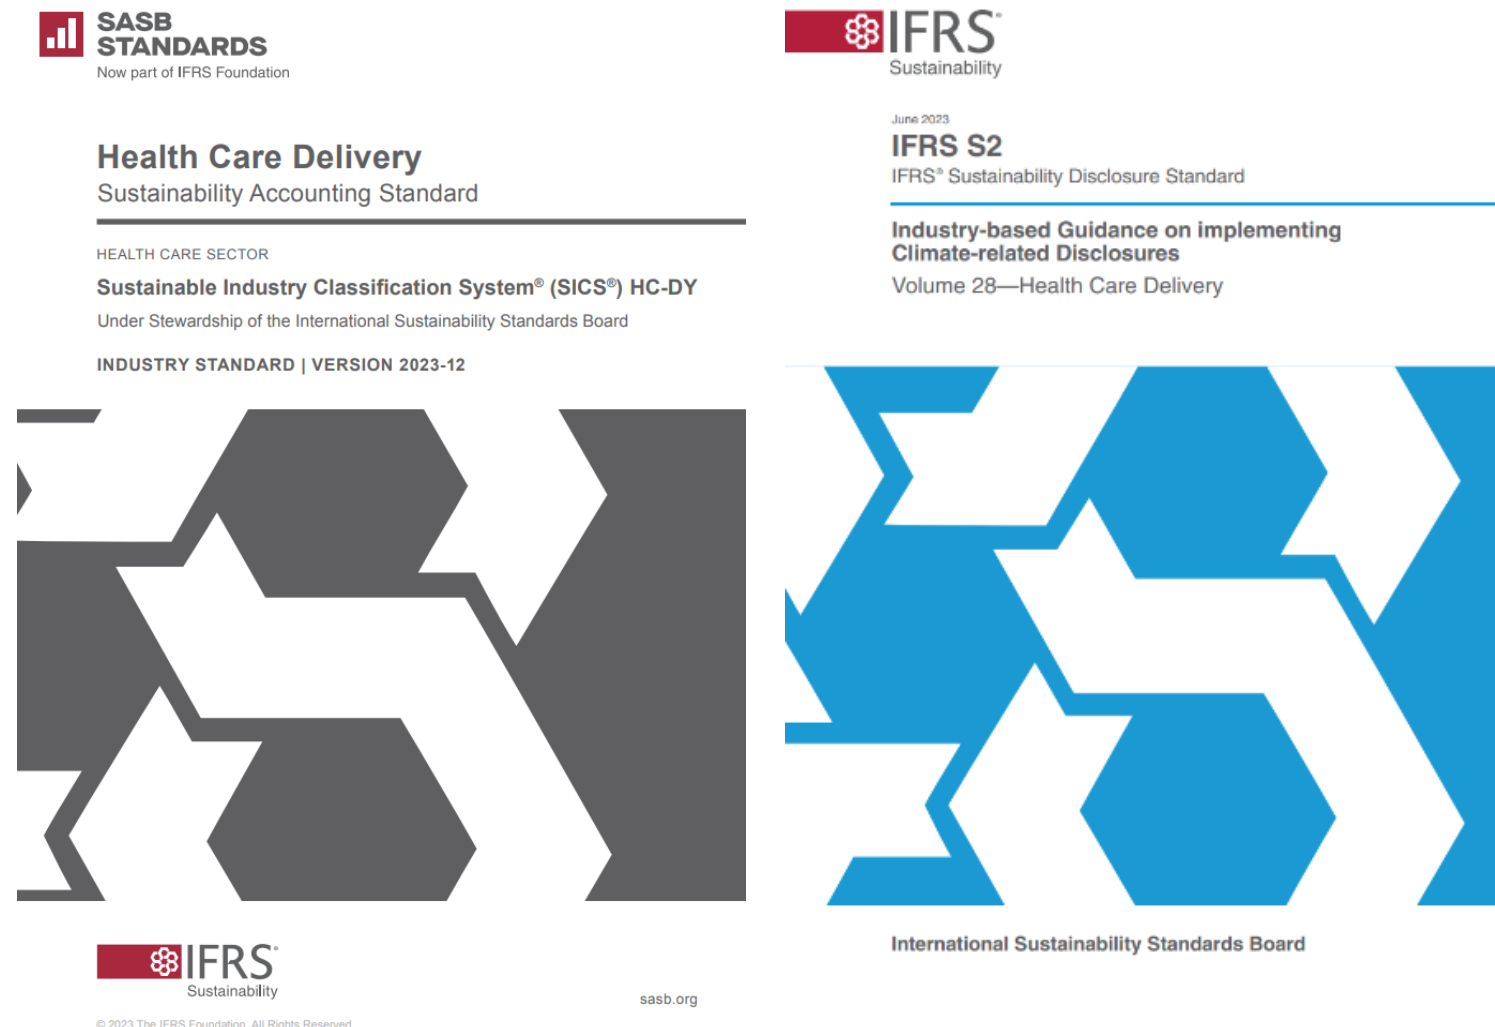 SASB
STANDARDS
Now part of IFRS Foundation
Health Care Delivery
Sustainability Accounting Standard
HEALTH CARE SECTOR
Sustainable Industry Classification System® (SICS®) HC-DY
Under Stewardship of the International Sustainability Standards Board
INDUSTRY STANDARD | VERSION 2023-12
IFRS®
Sustainability
sasb.org
© 2023 The IFRS Foundation. All Rights Reserved
IFRS®
Sustainability
June 2023
IFRS S2
IFRS® Sustainability Disclosure Standard
Industry-based Guidance on implementing
Climate-related Disclosures
Volume 28—Health Care Delivery
International Sustainability Standards Board